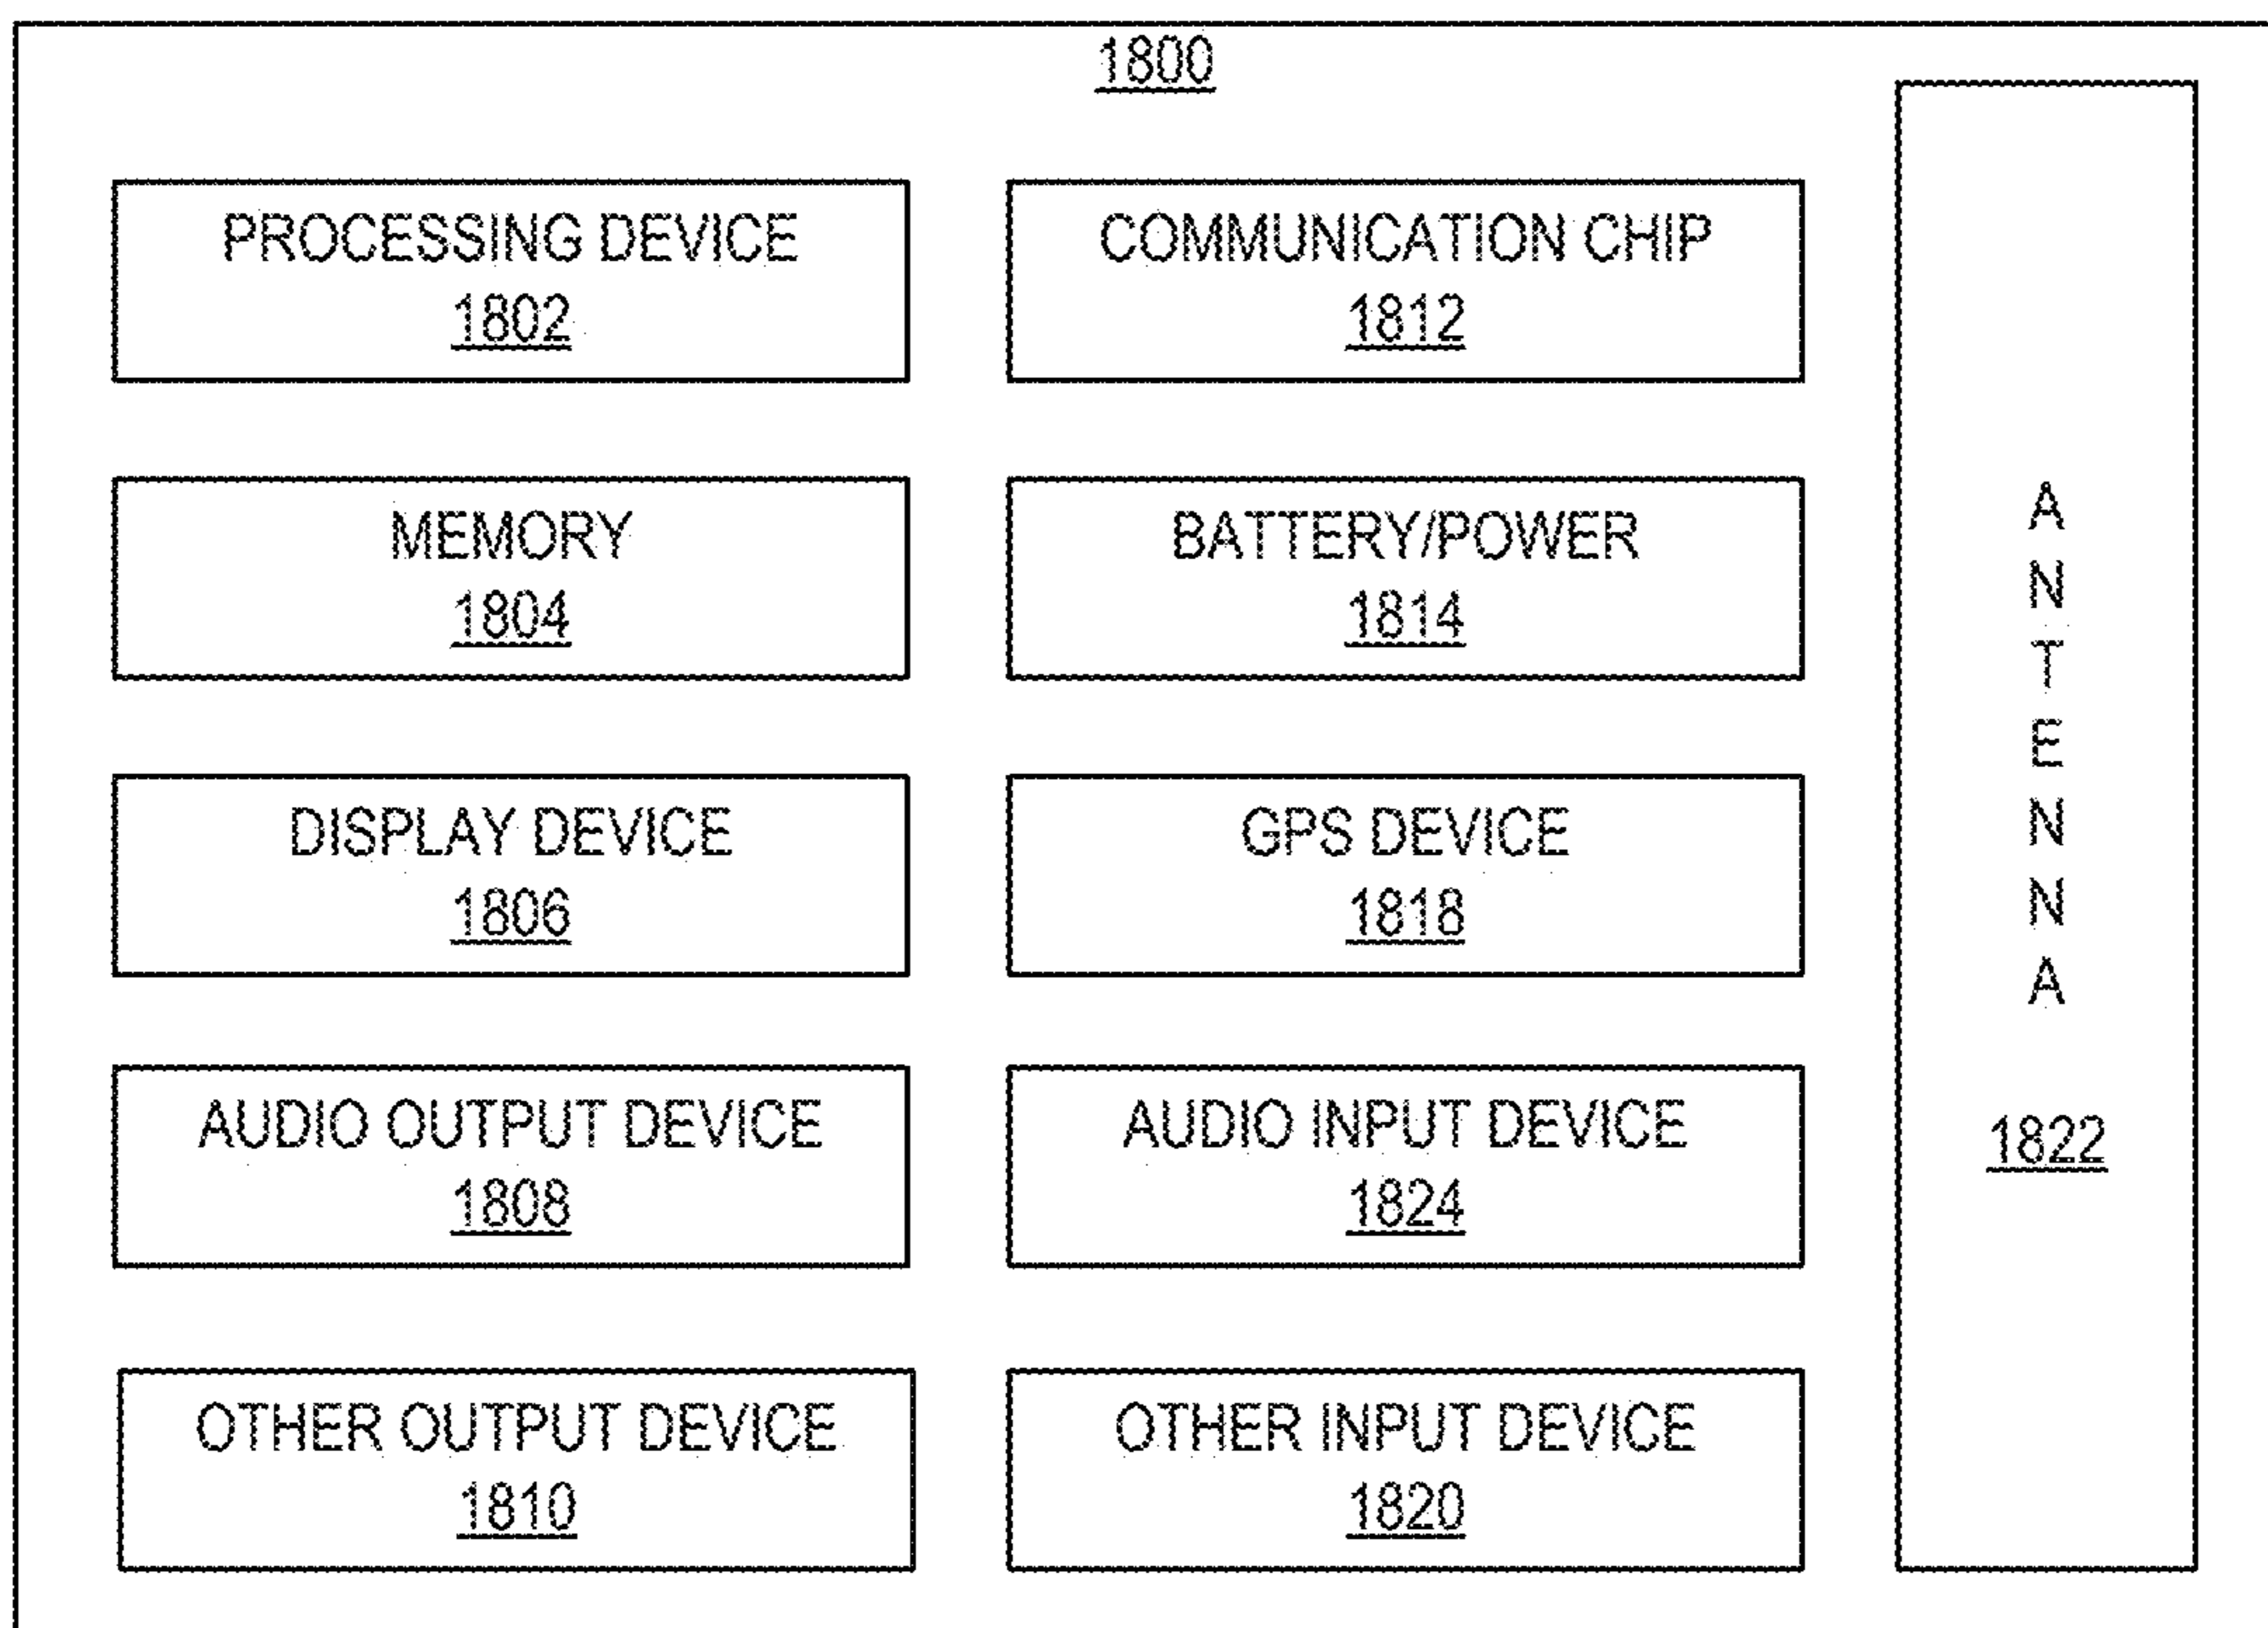 1800
PROCESSING DEVICE
1802
COMMUNICATION CHIP
1812
MEMORY
1804
BATTERY/POWER
1814
DISPLAY DEVICE
1806
GPS DEVICE
1818
AUDIO OUTPUT DEVICE
1808
AUDIO INPUT DEVICE
1824
OTHER OUTPUT DEVICE
1810
OTHER INPUT DEVICE
1820
ANTENNA
1822